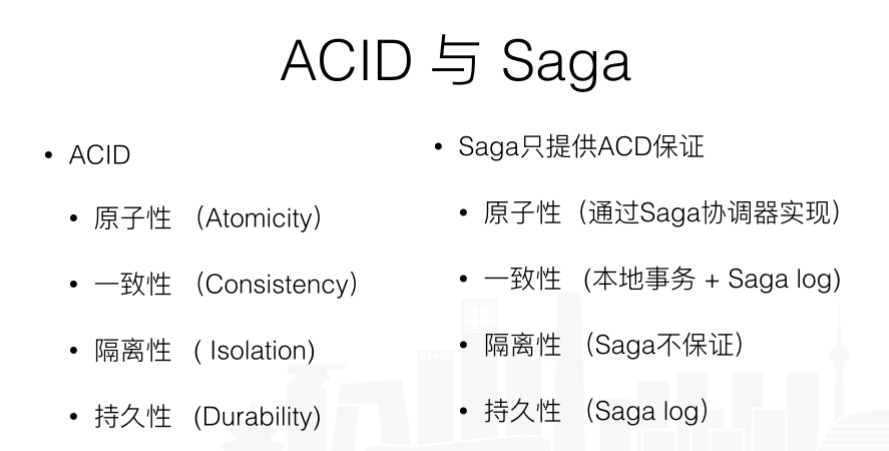 ACID 与 Saga
• ACID
• 原子性 （Atomicity）
• 一致性 （Consistency）
• 隔离性 ( Isolation)
• 持久性 (Durability)
• Saga只提供ACD保证
• 原子性（通过Saga协调器实现）
• 一致性 (本地事务 + Saga log)
• 隔离性 （Saga不保证）
• 持久性 （Saga log）